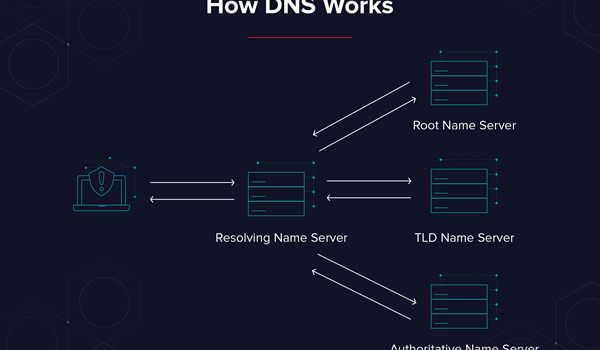 How DNS Works
Root Name Server
Resolving Name Server
TLD Name Server
Authoritative Name Server